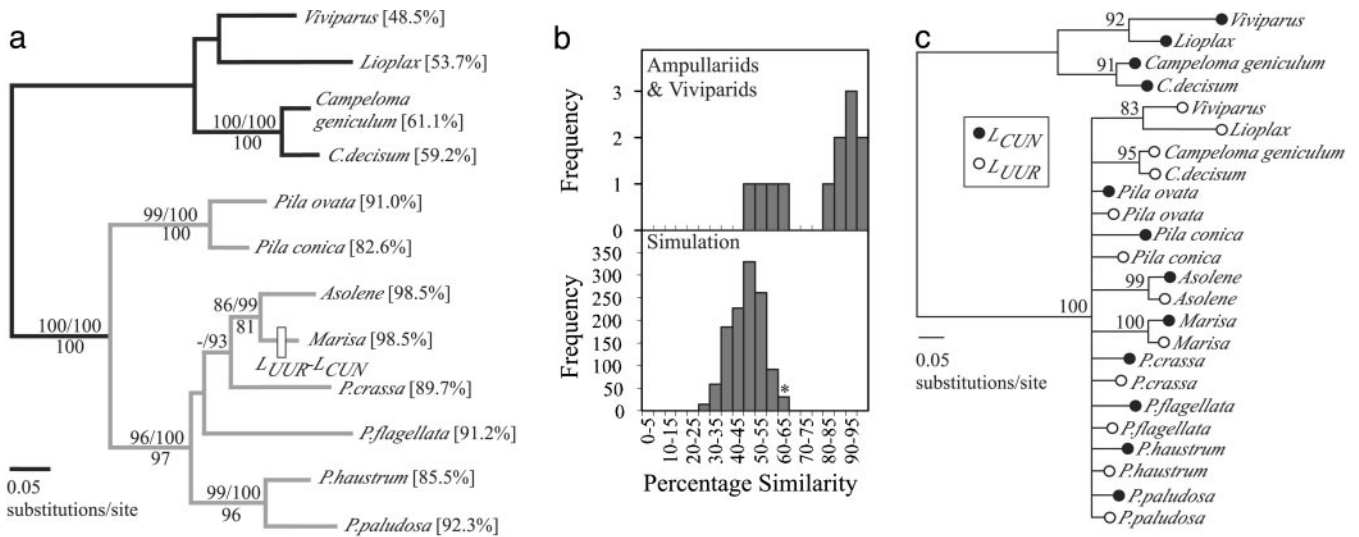 a
Viviparus [48.5%]
Lioplax [53.7%]
Campeloma
geniculum [61.1%]
100/100
100
C.decisum [59.2%]
99/100
100
Pila ovata [91.0%]
Pila conica [82.6%]
100/100
100
86/99
81
Asolene [98.5%]
-/93
Marisa [98.5%]
LUUR-LCUN
P.crassa [89.7%]
96/100
97
P.flagellata [91.2%]
99/100
96
P.haustrum [85.5%]
P.paludosa [92.3%]
0.05
substitutions/site
b
Ampullariids
& Viviparids
Frequency
3
2
1
0
Simulation
Frequency
350
300
250
200
150
100
50
0
*
0-5
10-15
20-25
30-35
40-45
50-55
60-65
70-75
80-85
90-95
Percentage Similarity
c
92
Viviparus
Lioplax
91
Campeloma geniculum
C.decisum
83
Viviparus
Lioplax
LCUN
LUUR
95
Campeloma geniculum
C.decisum
Pila ovata
Pila ovata
Pila conica
Pila conica
99
Asolene
Asolene
100
100
Marisa
Marisa
P.crassa
P.crassa
P.flagellata
P.flagellata
P.haustrum
P.haustrum
P.paludosa
P.paludosa
0.05
substitutions/site